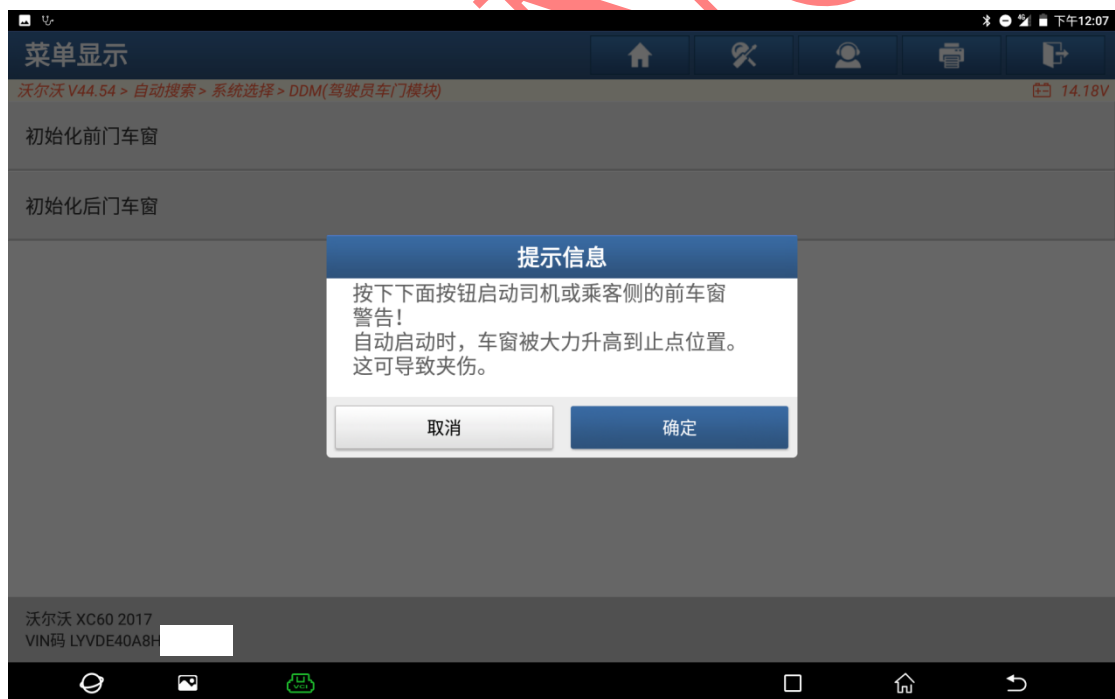 下午12:07
菜单显示
沃尔沃 V44.54 > 自动搜索 > 系统选择 > DDM(驾驶员车门模块)
14.18V
初始化前门车窗
初始化后门车窗
提示信息
按下下面按钮启动司机或乘客侧的前车窗
警告!
自动启动时，车窗被大力升高到止点位置。
这可导致夹伤。
取消
确定
沃尔沃 XC60 2017
VIN码 LYVDE40A8H
VCI